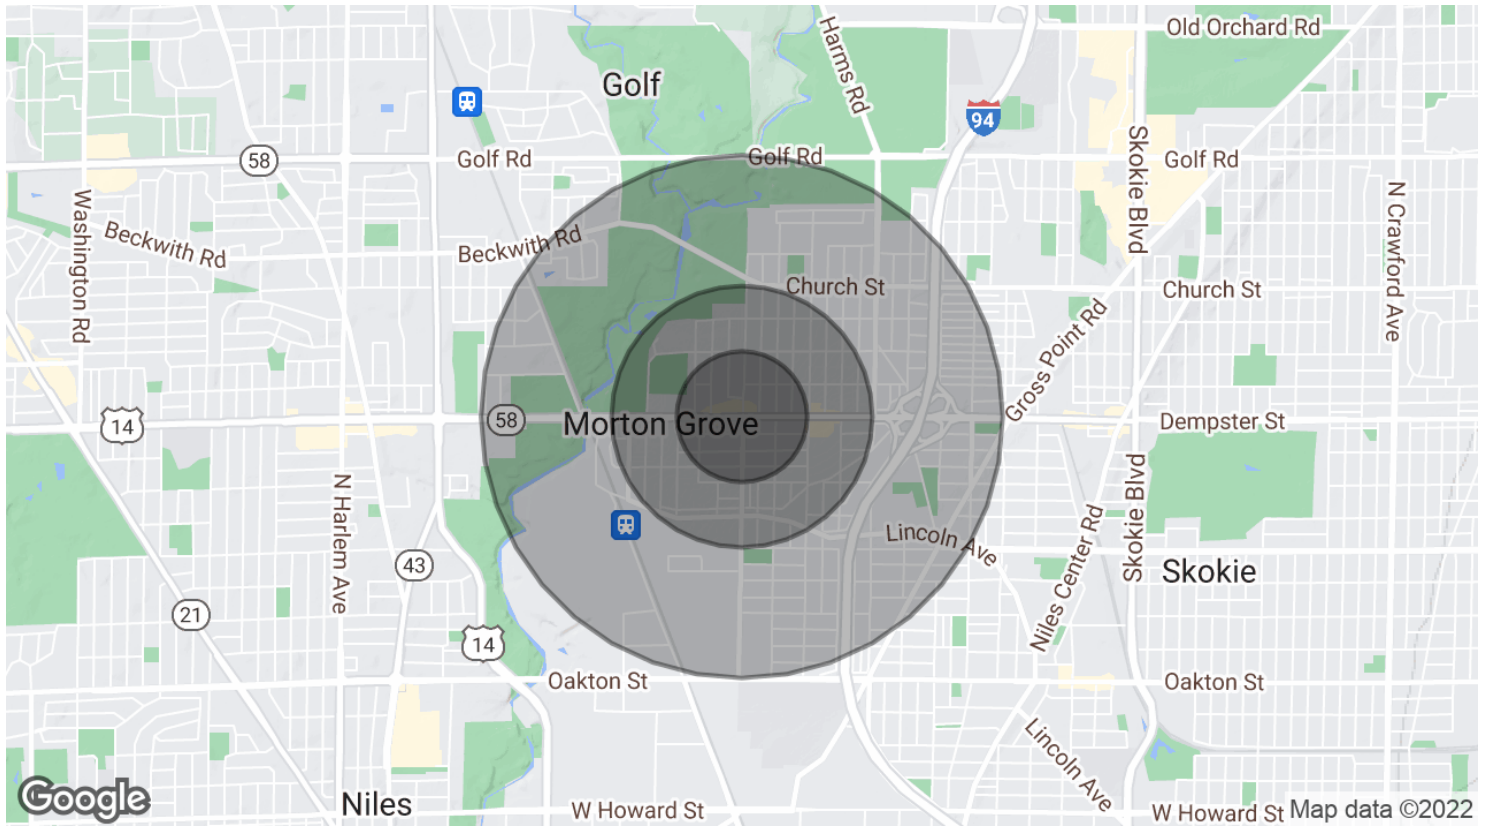 Old Orchard Rd
Harms Rd
Golf
94
58
Golf Rd
Golf Rd
Golf Rd
Skokie Blvd
Washington Rd
Beckwith Rd
Beckwith Rd
N Crawford Ave
Church St
Church St
Gross Point Rd
14
58
Morton Grove
Dempster St
N Harlem Ave
Skokie Blvd
Lincoln Ave
43
Niles Center Rd
Skokie
21
14
Oakton St
Oakton St
Lincoln Ave
Google
Niles
W Howard St
W Howard St
Map data ©2022